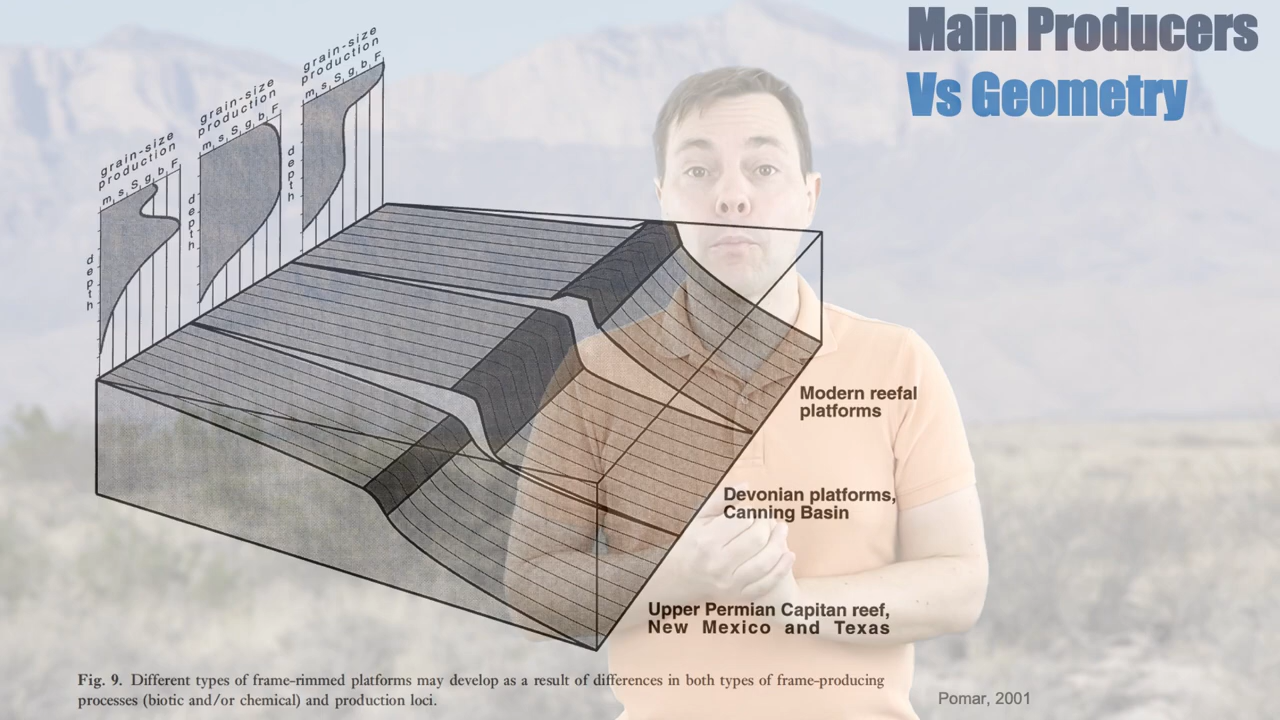 Main Producers
Vs Geometry
grain-size
production
m, s, S, g, b, F
depth
grain-size
production
m, s, S, g, b, F
depth
grain-size
production
m, s, S, g, b, F
depth
Modern reefal
platforms
Devonian platforms,
Canning Basin
Upper Permian Capitan reef,
New Mexico and Texas
Fig. 9. Different types of frame-rimmed platforms may develop as a result of differences in both types of frame-producing
processes (biotic and/or chemical) and production loci.
Pomar, 2001